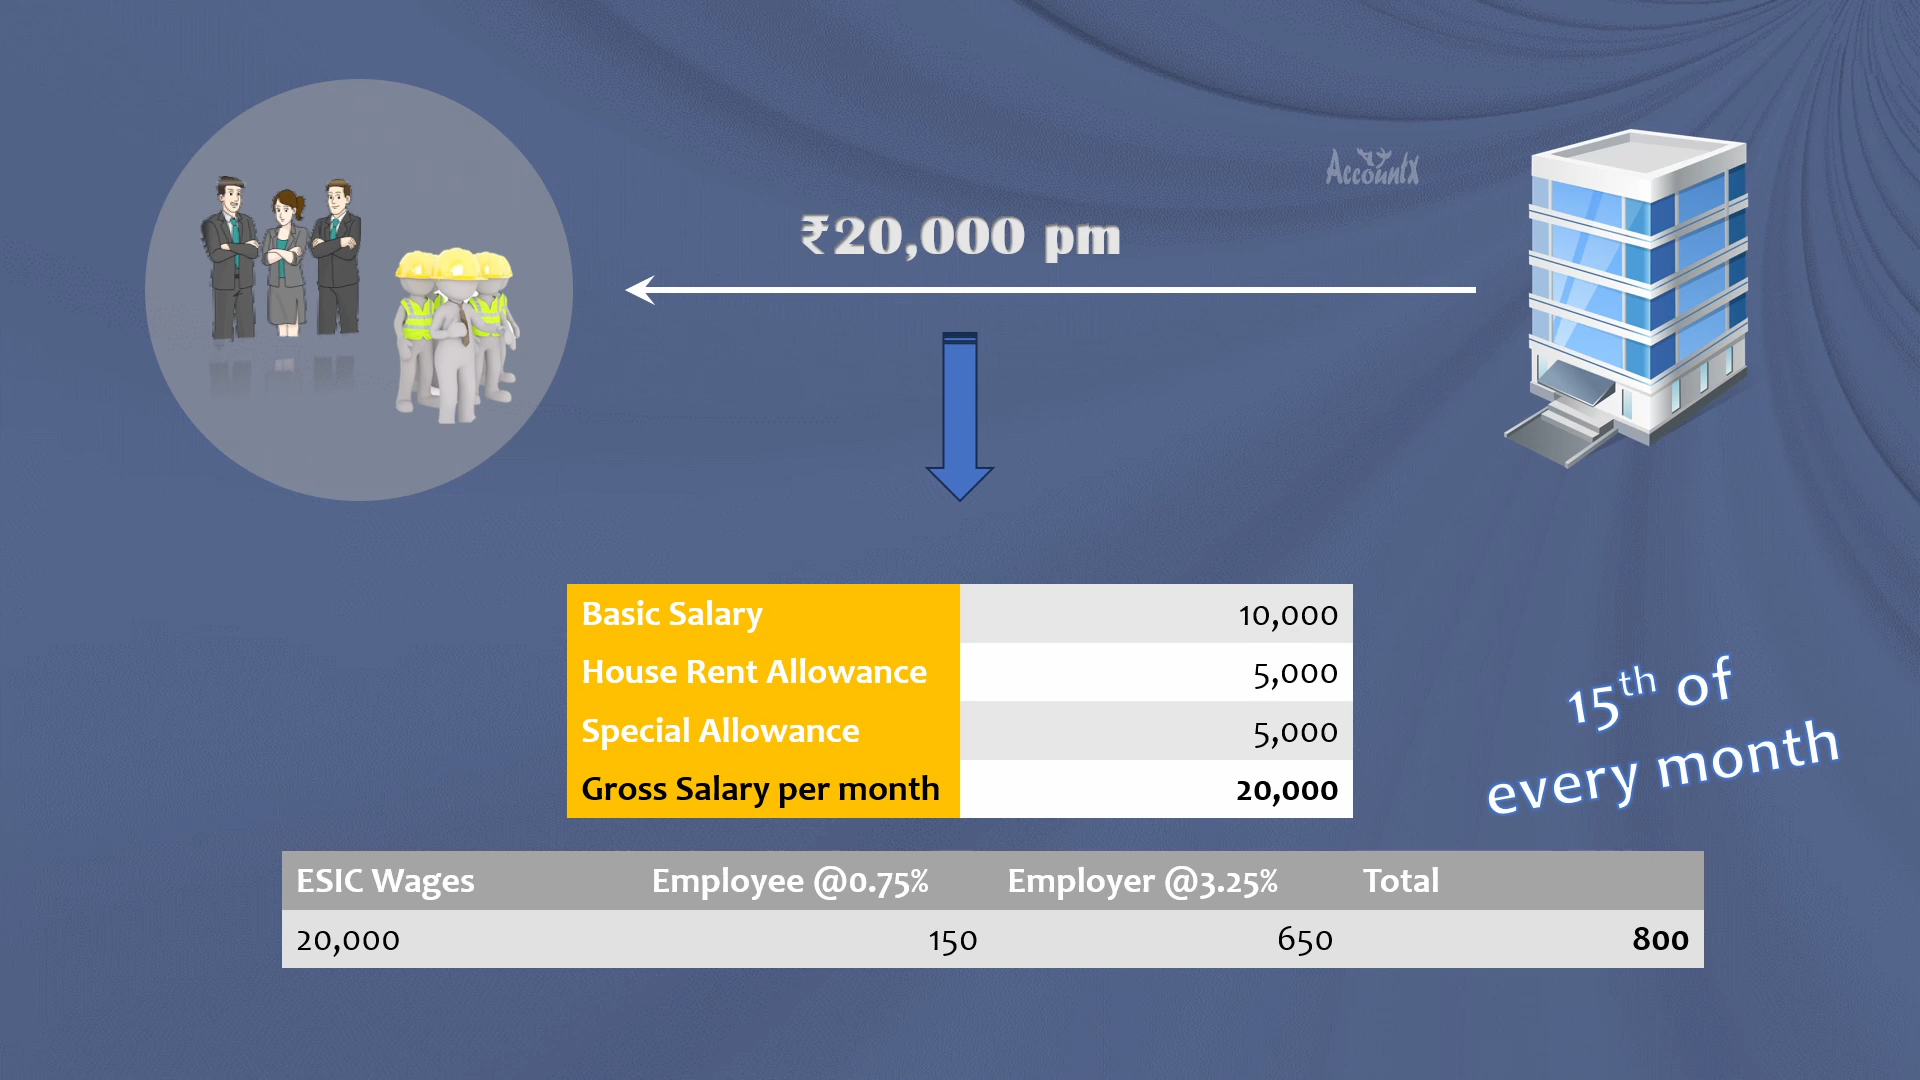 AccountX
₹20,000 pm
Basic Salary 10,000
House Rent Allowance 5,000
Special Allowance 5,000
Gross Salary per month 20,000
15th of
every month
ESIC Wages Employee @0.75% Employer @3.25% Total
20,000 150 650 800